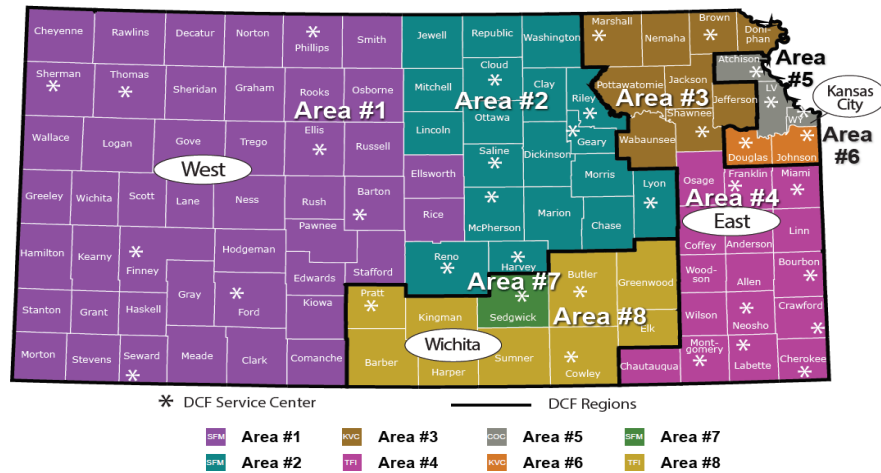 Cheyenne Rawlins Decatur Norton Phillips Smith Jewell Republic Washington Marshall Nemaha Brown Doni-
phan
Sherman Thomas Sheridan Graham Rooks Osborne Mitchell Cloud Clay Riley Pottawatomie Jackson Atchison Area
#5
Area #1 Area #2 Area #3 Jefferson LV Kansas
City
Wallace Logan Gove Trego Ellis Russell Lincoln Ottawa Shawnee WY
West Saline Dickinson Geary Wabaunsee Douglas Johnson Area
#6
Greeley Wichita Scott Lane Ness Rush Barton Ellsworth Morris Osage Franklin Miami
Area #4
East
Pawnee Rice McPherson Marion Chase Lyon Coffey Anderson Linn
Hamilton Kearny Finney Hodgeman Edwards Stafford Reno Harvey Butler Greenwood Wood-
son Allen Bourbon
Area #7
Stanton Grant Haskell Gray Ford Kiowa Pratt Kingman Sedgwick Area #8 Elk Wilson Neosho Crawford
Wichita
Morton Stevens Seward Meade Clark Comanche Barber Harper Sumner Cowley Chautauqua Mont-
gomery Labette Cherokee
* DCF Service Center DCF Regions
SFM Area #1 KVC Area #3 COC Area #5 SFM Area #7
SFM Area #2 TFI Area #4 KVC Area #6 TFI Area #8